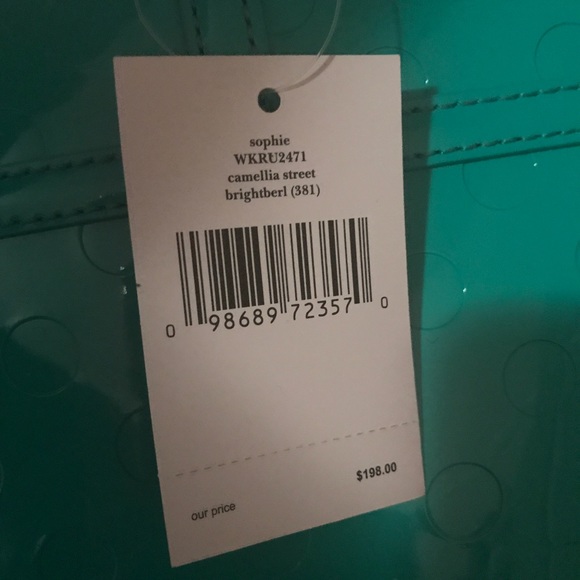 sophie
WKRU2471
camellia street
brightberl (381)
0 98689 72357 0
$198.00
our price